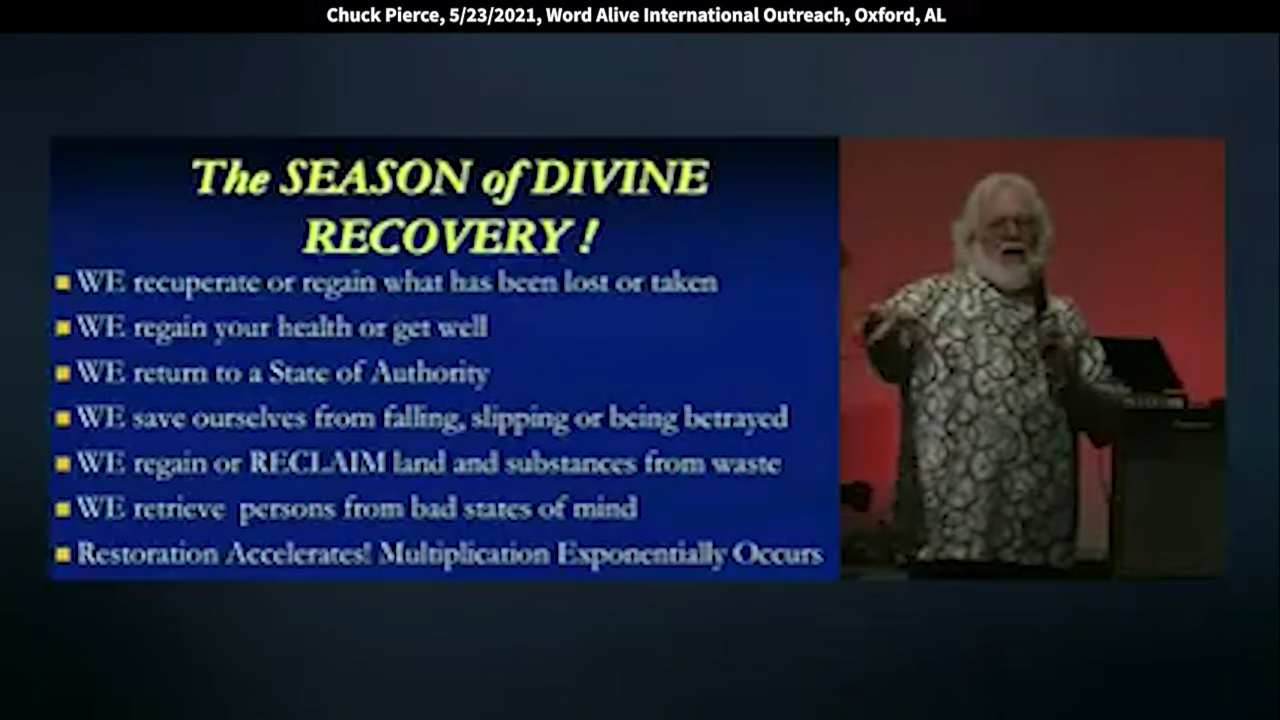 Chuck Pierce, 5/23/2021, Word Alive International Outreach, Oxford, AL
The SEASON of DIVINE
RECOVERY !
WE recuperate or regain what has been lost or taken
WE regain your health or get well
WE return to a State of Authority
WE save ourselves from falling, slipping or being betrayed
WE regain or RECLAIM land and substances from waste
WE retrieve persons from bad states of mind
Restoration Accelerates! Multiplication Exponentially Occurs